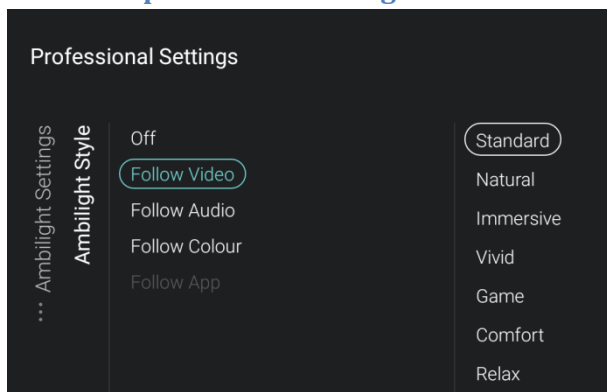 Professional Settings
... Ambilight Settings
Ambilight Style
Off
Follow Video
Follow Audio
Follow Colour
Follow App
Standard
Natural
Immersive
Vivid
Game
Comfort
Relax